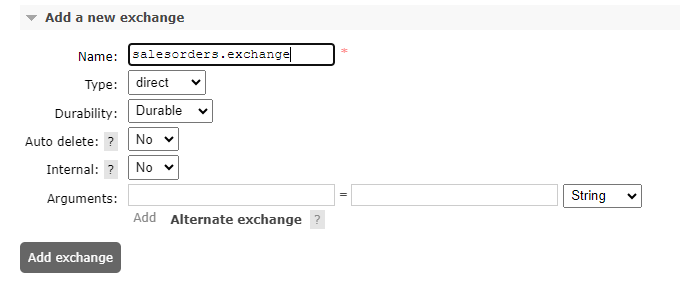 Add a new exchange
Name: salesorders.exchange *
Type: direct
Durability: Durable
Auto delete: ? No
Internal: ? No
Arguments: = String
Add Alternate exchange ?
Add exchange